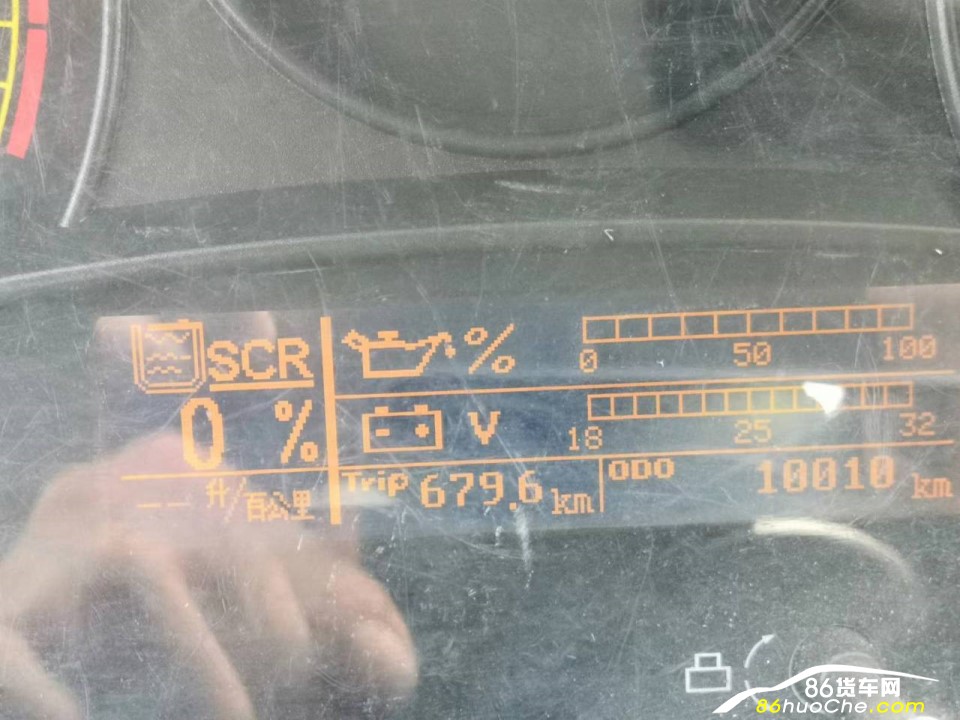 SCR
%
0 50 100
0 %
V
18 25 32
-- 升/百公里
Trip 679.6 km
ODO 10010 km
86货车网
86huoChe.com